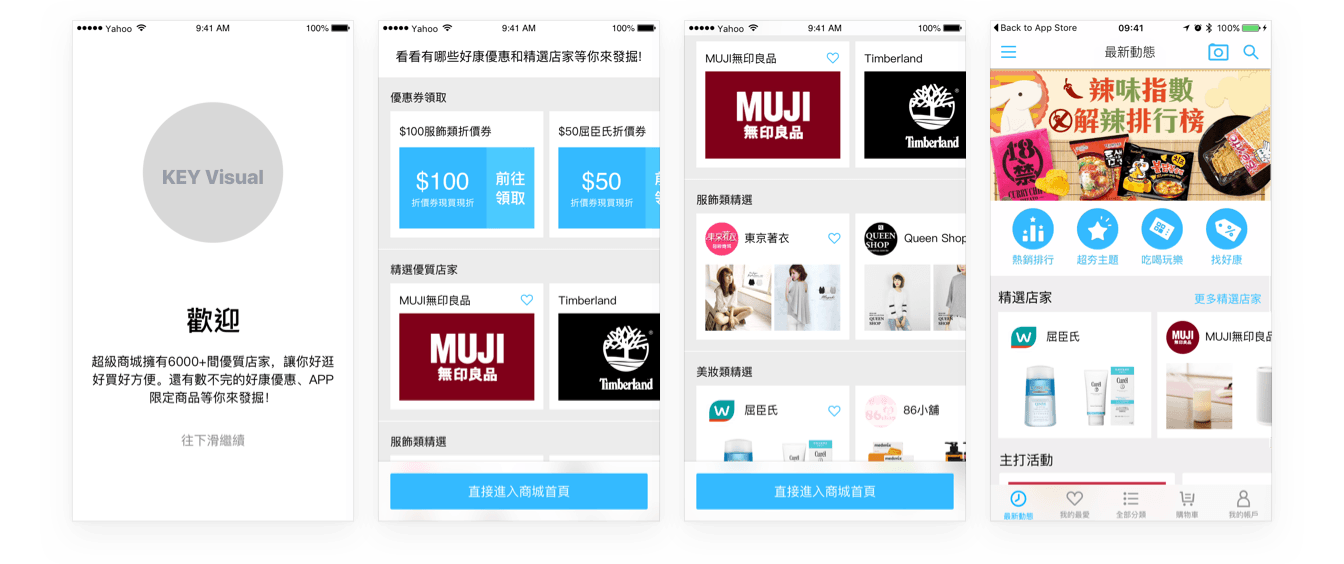 Yahoo
9:41 AM
100%
KEY Visual
歡迎
超級商城擁有6000+間優質店家，讓你好逛
好買好方便。還有數不完的好康優惠、APP
限定商品等你來發掘！
往下滑繼續
Yahoo
9:41 AM
100%
看看有哪些好康優惠和精選店家等你來發掘！
優惠券領取
$100服飾類折價券
$50屈臣氏折價券
$100
折價券現買現折
前往
領取
$50
折價券現買現折
精選優質店家
MUJI無印良品
Timberland
MUJI
無印良品
Timberland
服飾類精選
直接進入商城首頁
Yahoo
9:41 AM
100%
MUJI無印良品
Timberland
MUJI
無印良品
Timberland
服飾類精選
東京著衣
QUEEN
SHOP
Queen Shop
QUEEN
SHOP
美妝類精選
屈臣氏
86小舖
直接進入商城首頁
Back to App Store
09:41
100%
最新動態
辣味指數
解辣排行榜
18
禁
熱銷排行
超夯主題
吃喝玩樂
找好康
精選店家
更多精選店家
屈臣氏
MUJI
無印良品
MUJI無印良品
Curél
Curél
主打活動
最新動態
我的最愛
全部分類
購物車
我的帳戶